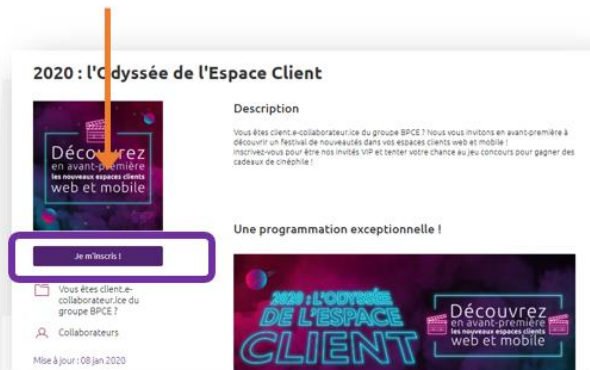 2020 : l'Odyssée de l'Espace Client
Découvrez
en avant-première
les nouveaux espaces clients
web et mobile
Je m'inscris !
Vous êtes client.e-
collaborateur.ice du
groupe BPCE ?
Collaborateurs
Mise à jour : 08 jan 2020
Description
Vous êtes client.e-collaborateur.ice du groupe BPCE ? Nous vous invitons en avant-première à
découvrir un festival de nouveautés dans vos espaces clients web et mobile !
Inscrivez-vous pour être nos invités VIP et tenter votre chance au jeu concours pour gagner des
cadeaux de cinéphile !
Une programmation exceptionnelle !
2020 : L'ODYSSÉE
DE L'ESPACE
CLIENT
Découvrez
en avant-première
les nouveaux espaces clients
web et mobile